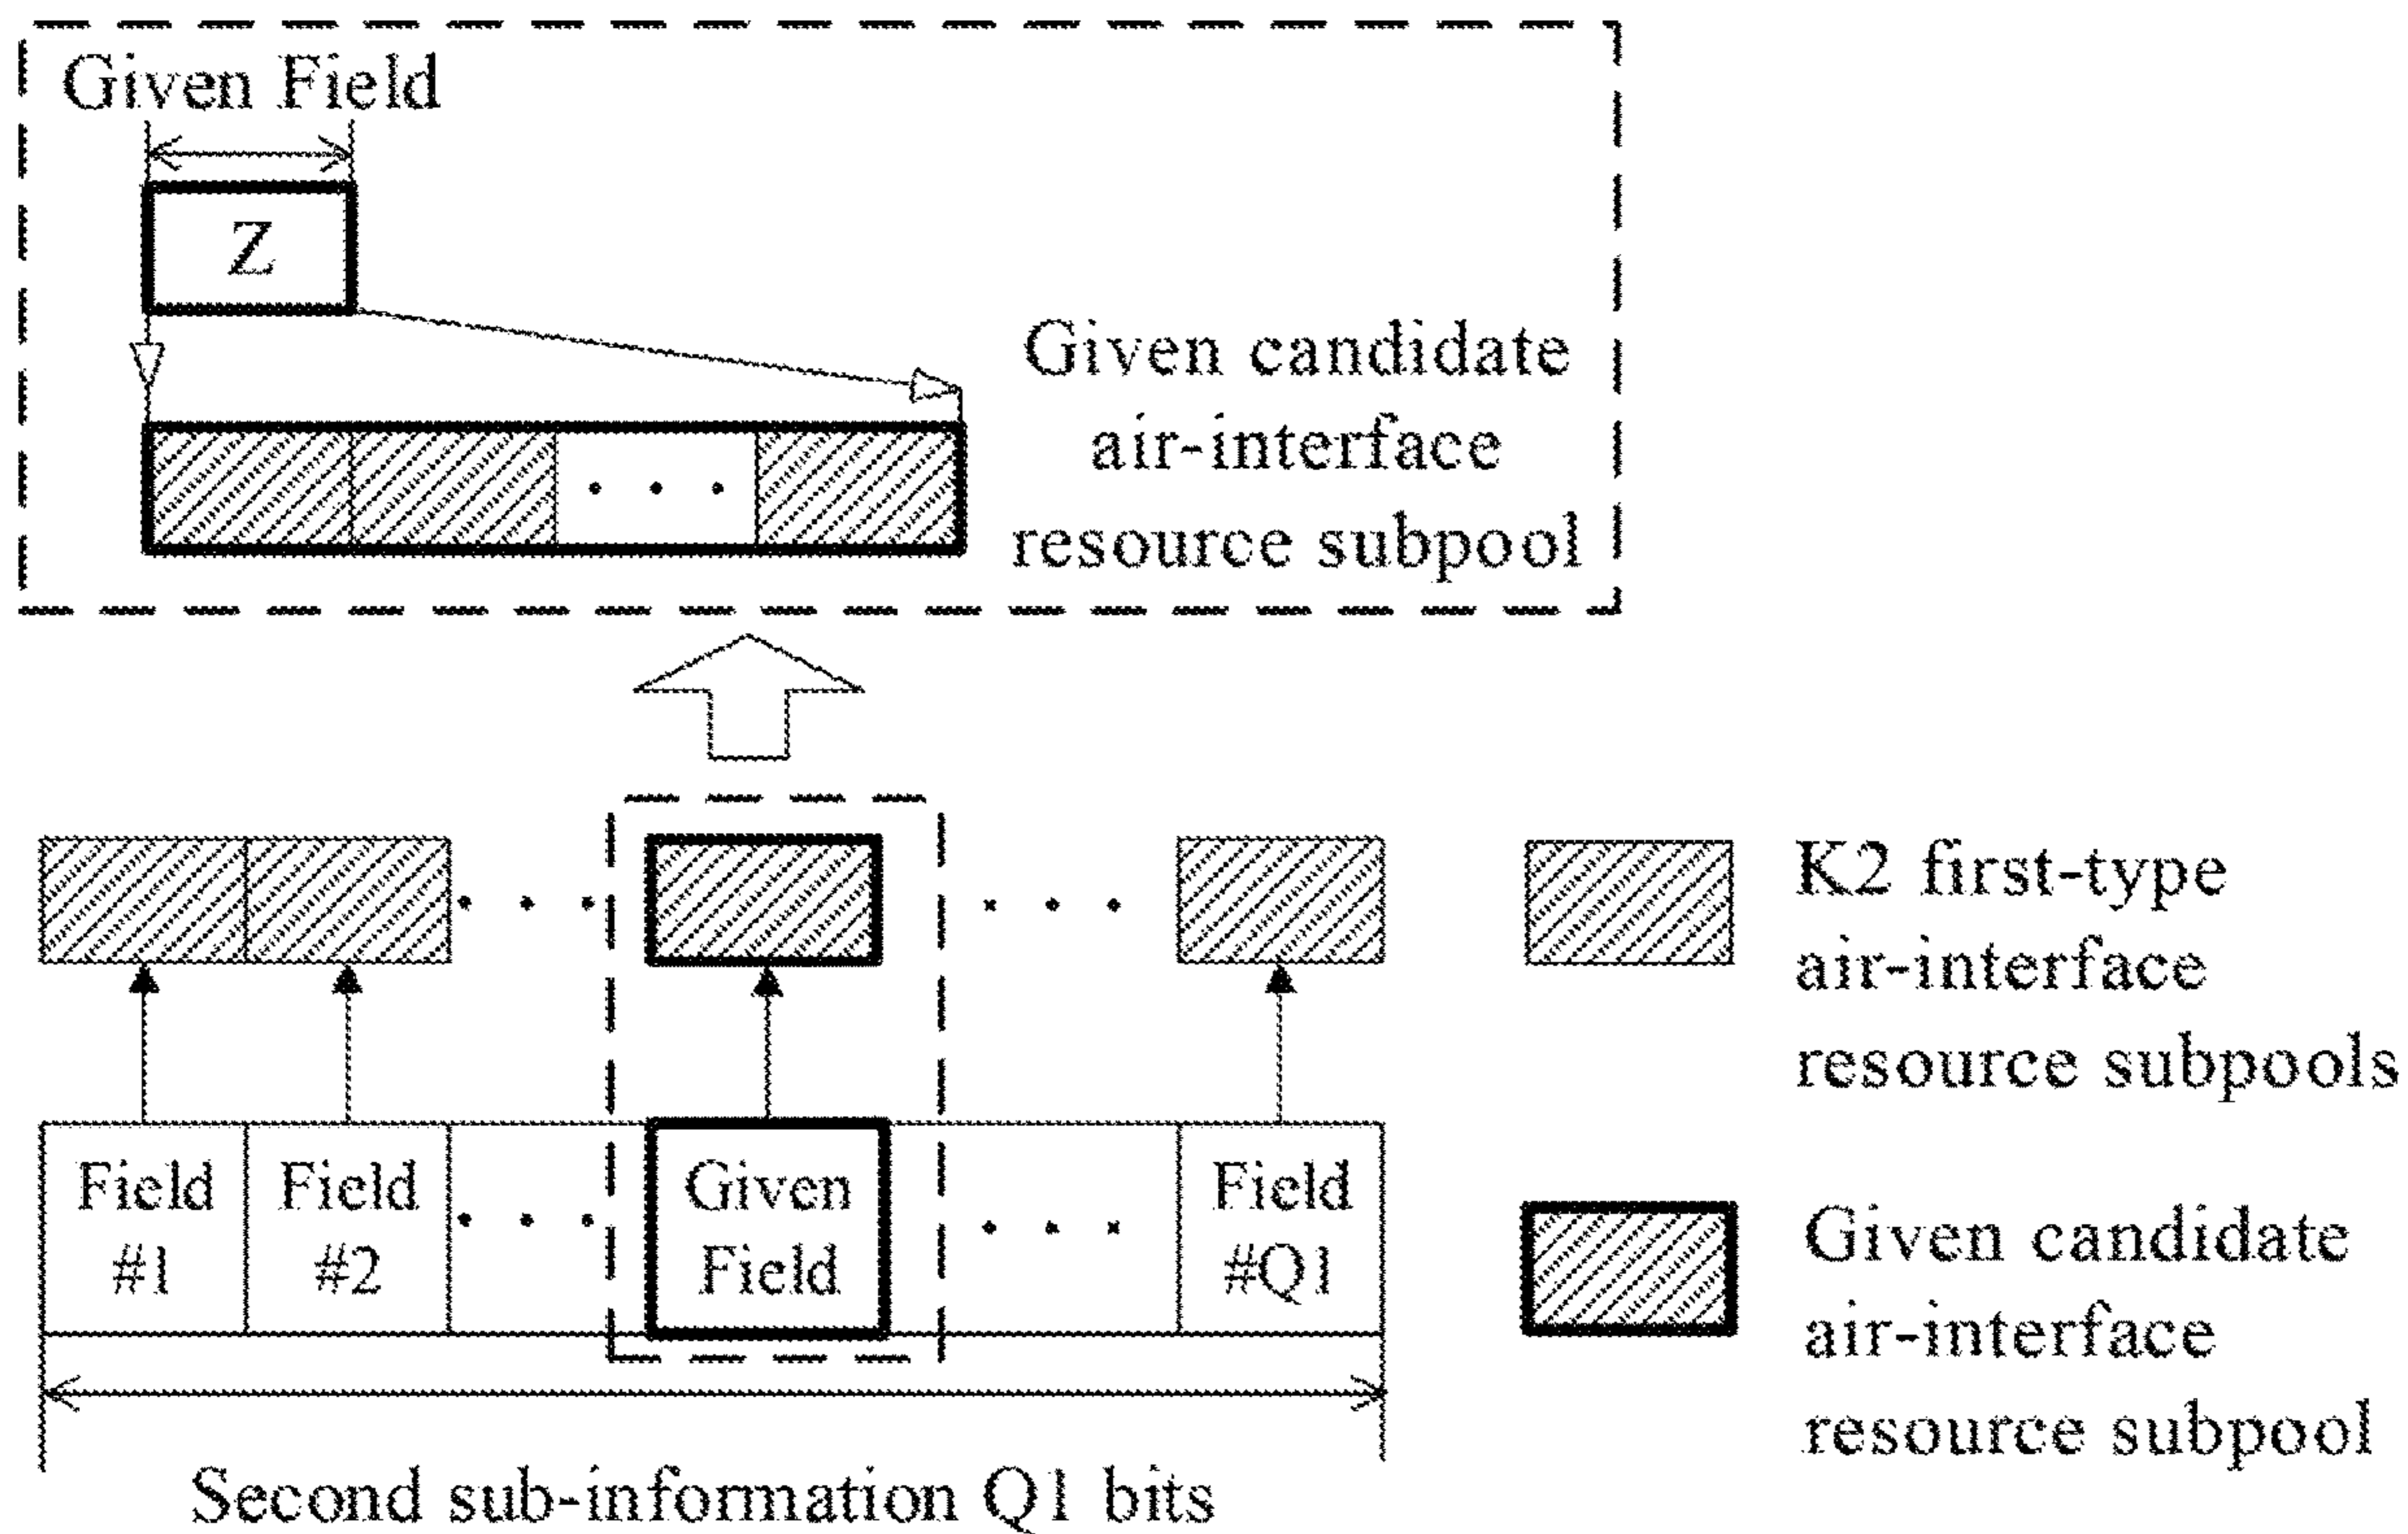 Given Field
Z
Given candidate
air-interface
resource subpool
K2 first-type
air-interface
resource subpools
Field
#1
Field
#2
Given
Field
Field
#Q1
Given candidate
air-interface
resource subpool
Second sub-information Q1 bits